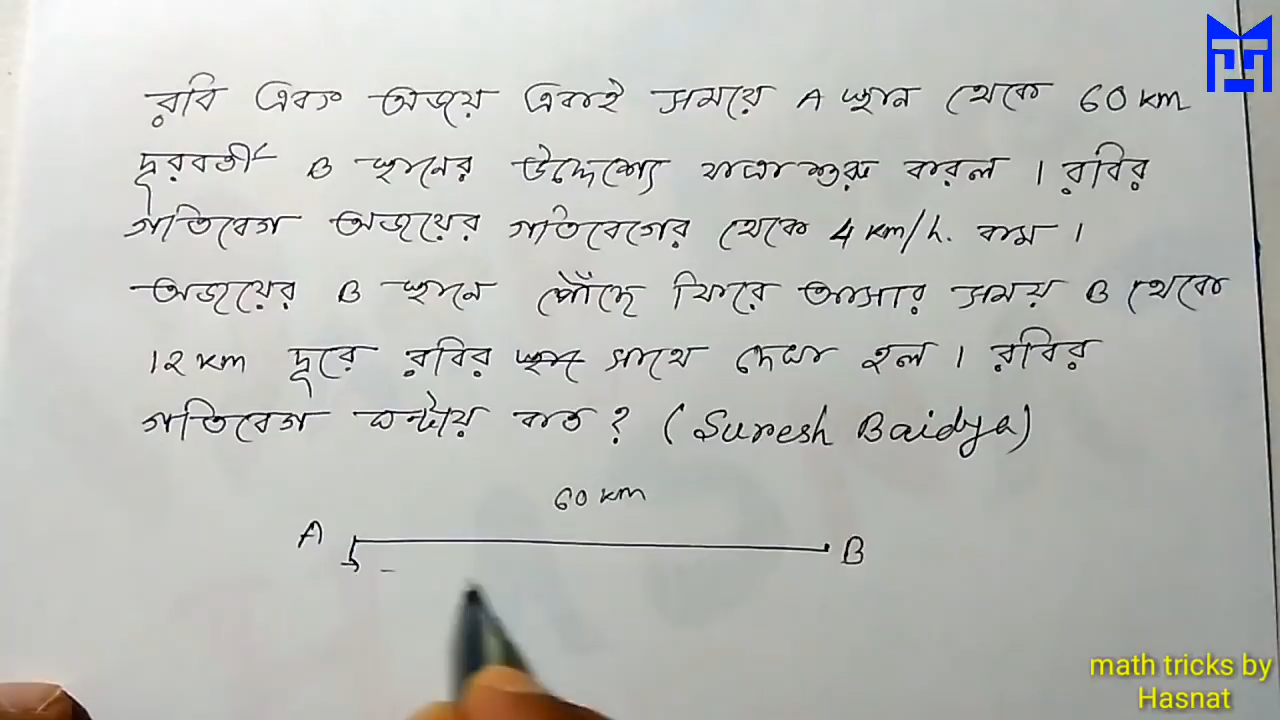 রবি এবং অজয় একই সময়ে A স্থান থেকে 60 km
দূরবর্তী B স্থানের উদ্দেশ্যে যাত্রা শুরু করল । রবির
গতিবেগ অজয়ের গতিবেগের থেকে 4 km/h. কম ।
অজয়ের B স্থানে পৌঁছে ফিরে আসার সময় B থেকে
12 km দূরে রবির সাথে দেখা হল । রবির
গতিবেগ ঘন্টায় কত ? (Suresh Baidya)
60 km
A B
math tricks by
Hasnat